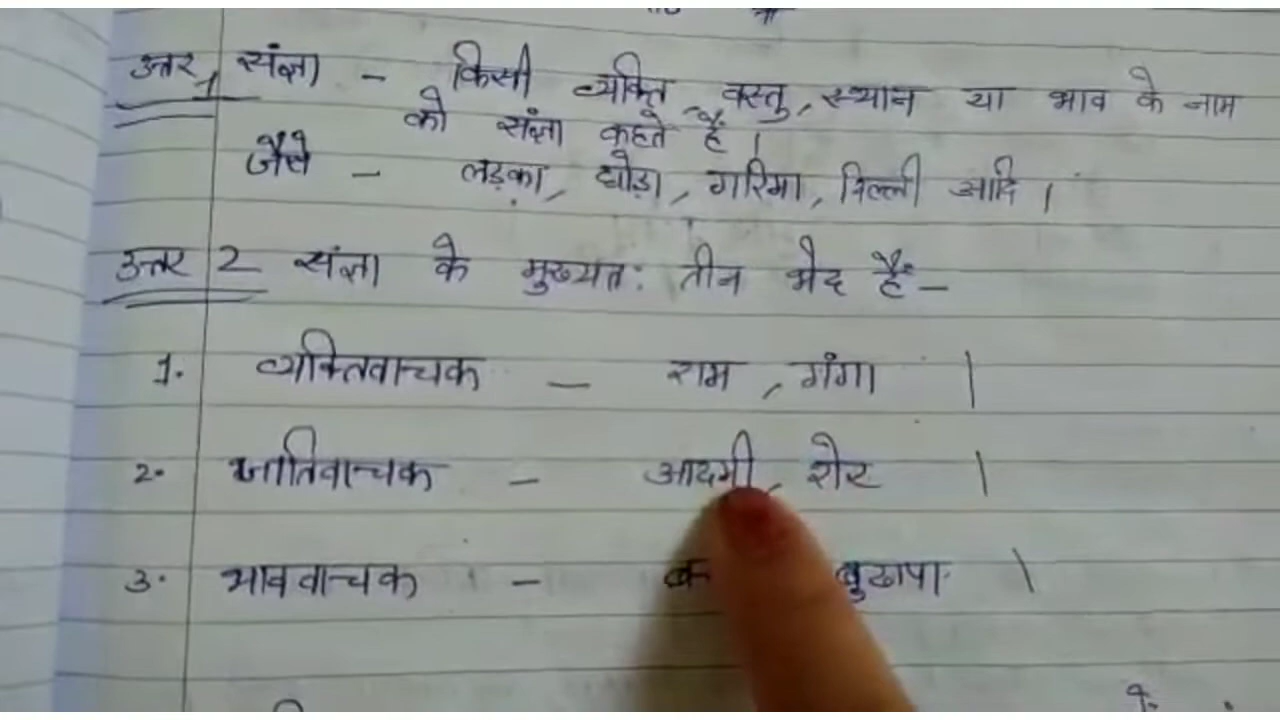 उत्तर 1 संज्ञा - किसी व्यक्ति, वस्तु, स्थान या भाव के नाम
को संज्ञा कहते हैं।
जैसे - लड़का, घोड़ा, गरिमा, दिल्ली आदि।
उत्तर 2 संज्ञा के मुख्यत: तीन भेद हैं -
1. व्यक्तिवाचक - राम, गंगा ।
2. जातिवाचक - आदमी, शेर ।
3. भाववाचक - बुढापा ।